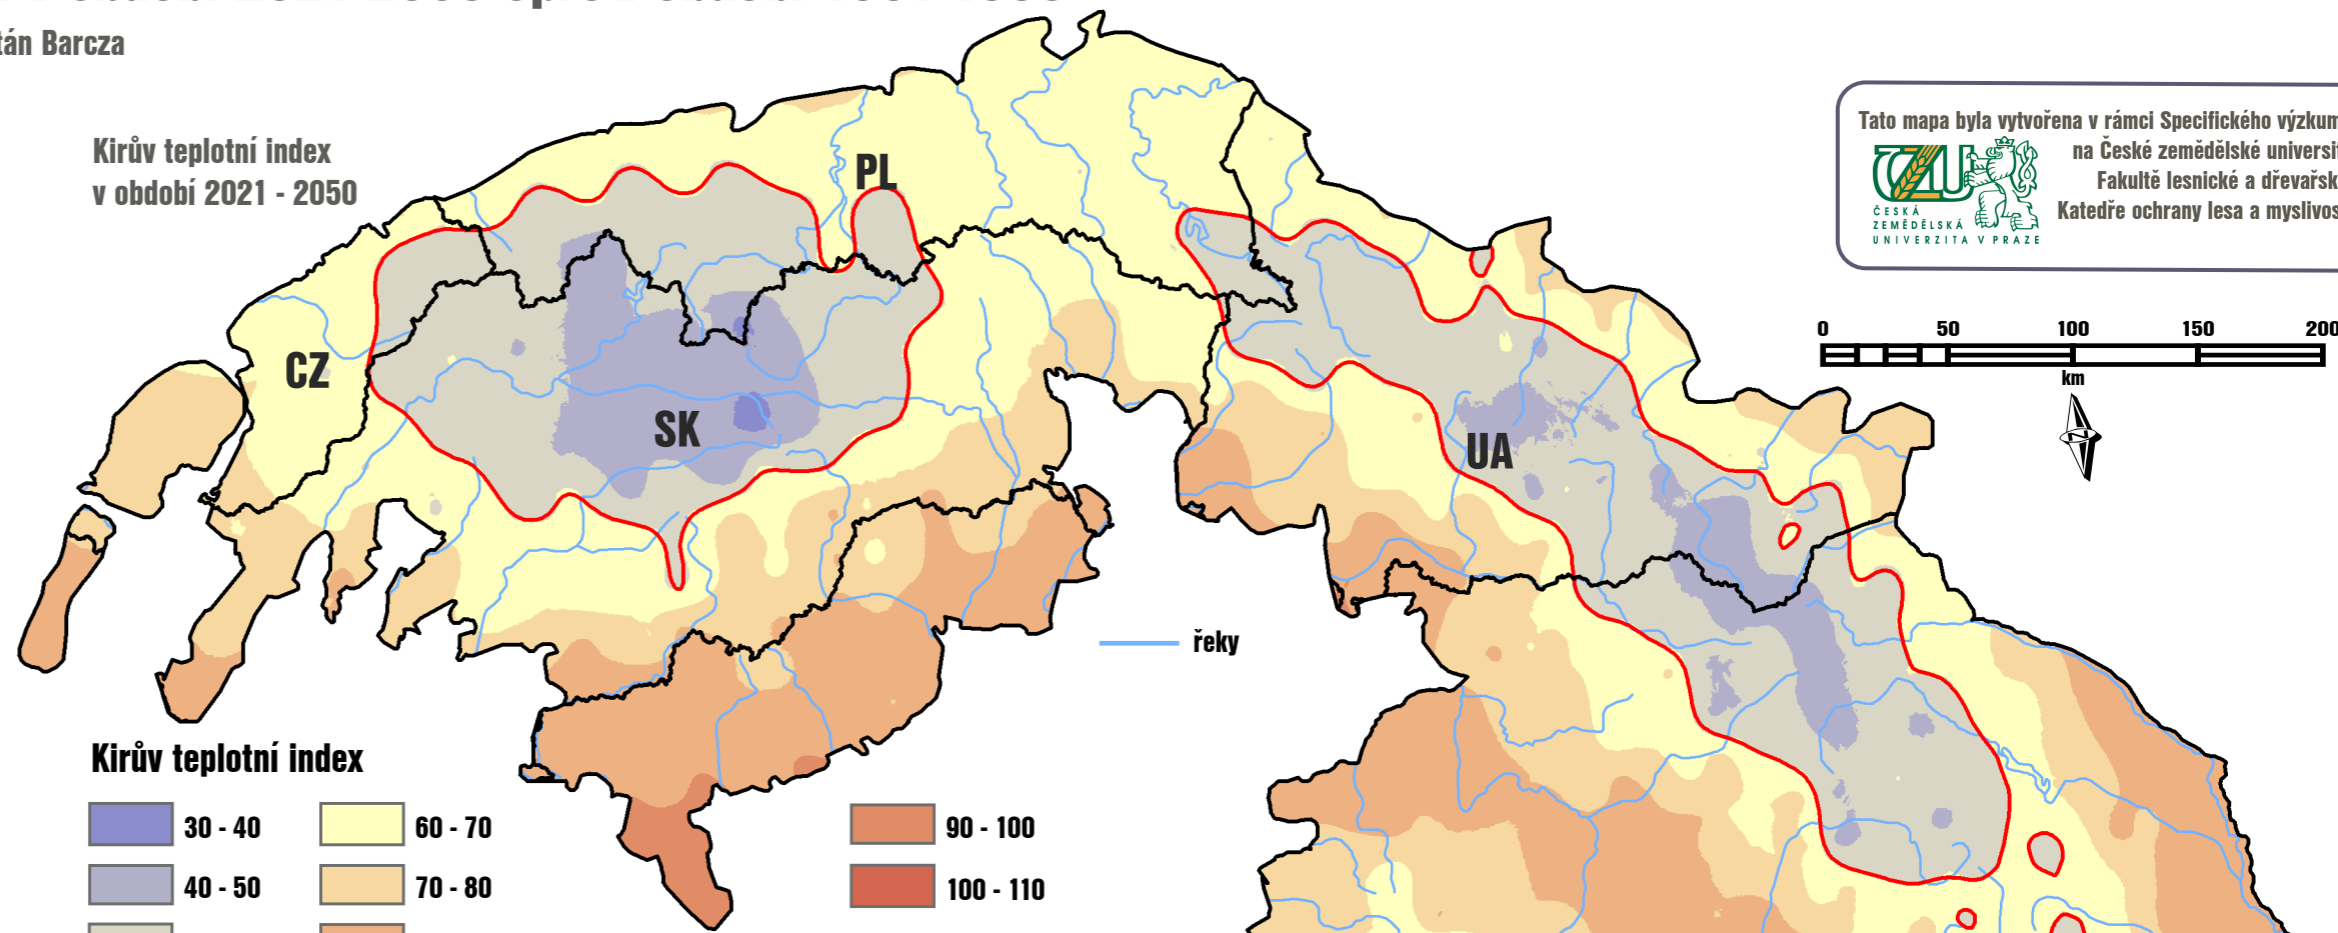 tán Barcza
Kirův teplotní index
v období 2021 - 2050
PL
CZ
SK
UA
Tato mapa byla vytvořena v rámci Specifického výzkum
na České zemědělské universit
Fakultě lesnické a dřevařsk
Katedře ochrany lesa a myslivos
ČZU
ČESKÁ
ZEMĚDĚLSKÁ
UNIVERZITA V PRAZE
0 50 100 150 200
km
N
řeky
Kirův teplotní index
30 - 40
40 - 50
60 - 70
70 - 80
90 - 100
100 - 110